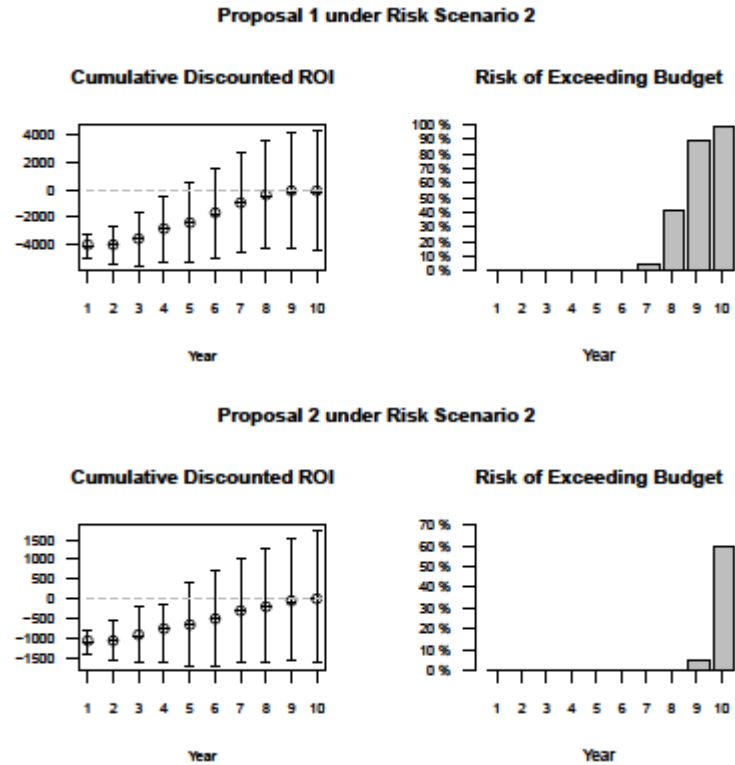 Proposal 1 under Risk Scenario 2
Cumulative Discounted ROI
4000
2000
0
−2000
−4000
1 2 3 4 5 6 7 8 9 10
Year
Risk of Exceeding Budget
100 %
90 %
80 %
70 %
60 %
50 %
40 %
30 %
20 %
10 %
0 %
1 2 3 4 5 6 7 8 9 10
Year
Proposal 2 under Risk Scenario 2
Cumulative Discounted ROI
1500
1000
500
0
−500
−1000
−1500
1 2 3 4 5 6 7 8 9 10
Year
Risk of Exceeding Budget
70 %
60 %
50 %
40 %
30 %
20 %
10 %
0 %
1 2 3 4 5 6 7 8 9 10
Year